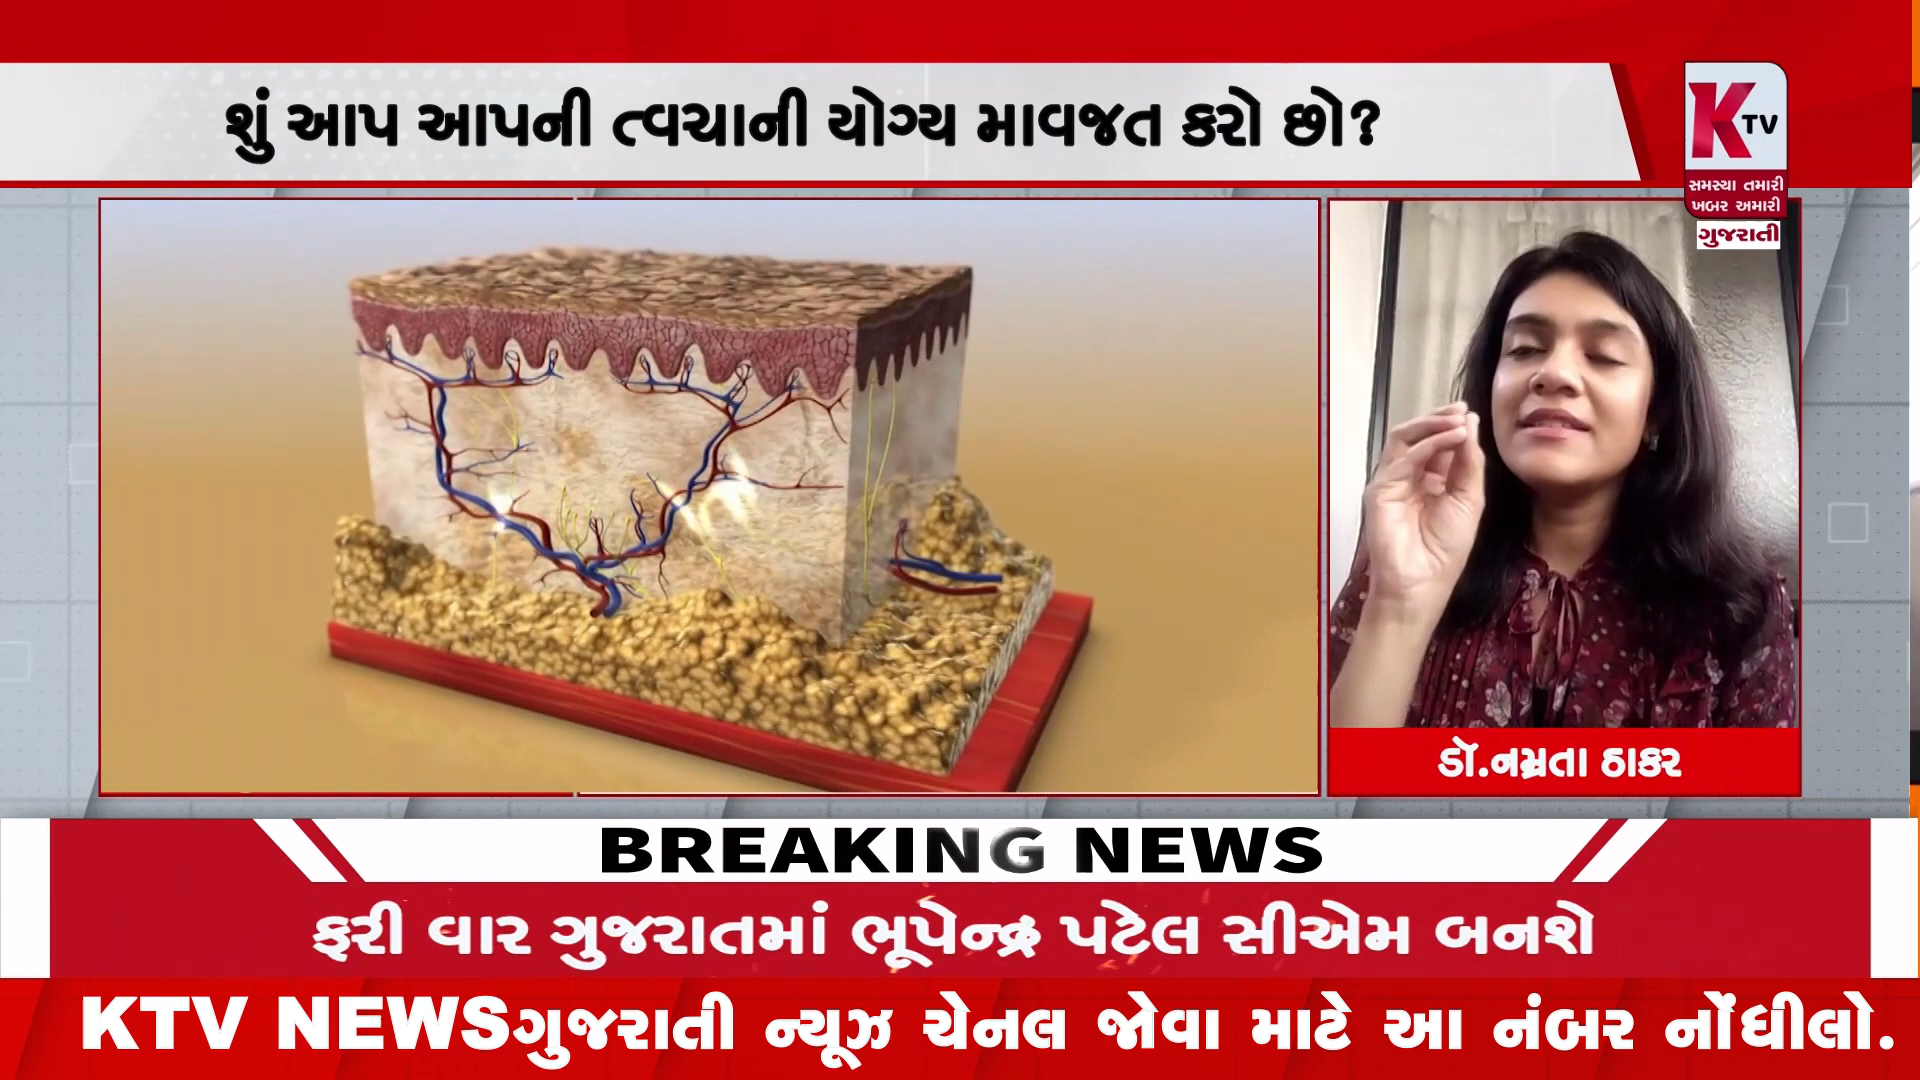 શું આપ આપની ત્વચાની યોગ્ય માવજત કરો છો?
K TV
સમસ્યા તમારી
ખબર અમારી
ગુજરાતી
ડૉ.નમ્રતા ઠાકર
BREAKING NEWS
ફરી વાર ગુજરાતમાં ભૂપેન્દ્ર પટેલ સીએમ બનશે
KTV NEWSગુજરાતી ન્યૂઝ ચેનલ જોવા માટે આ નંબર નોંધીલો.